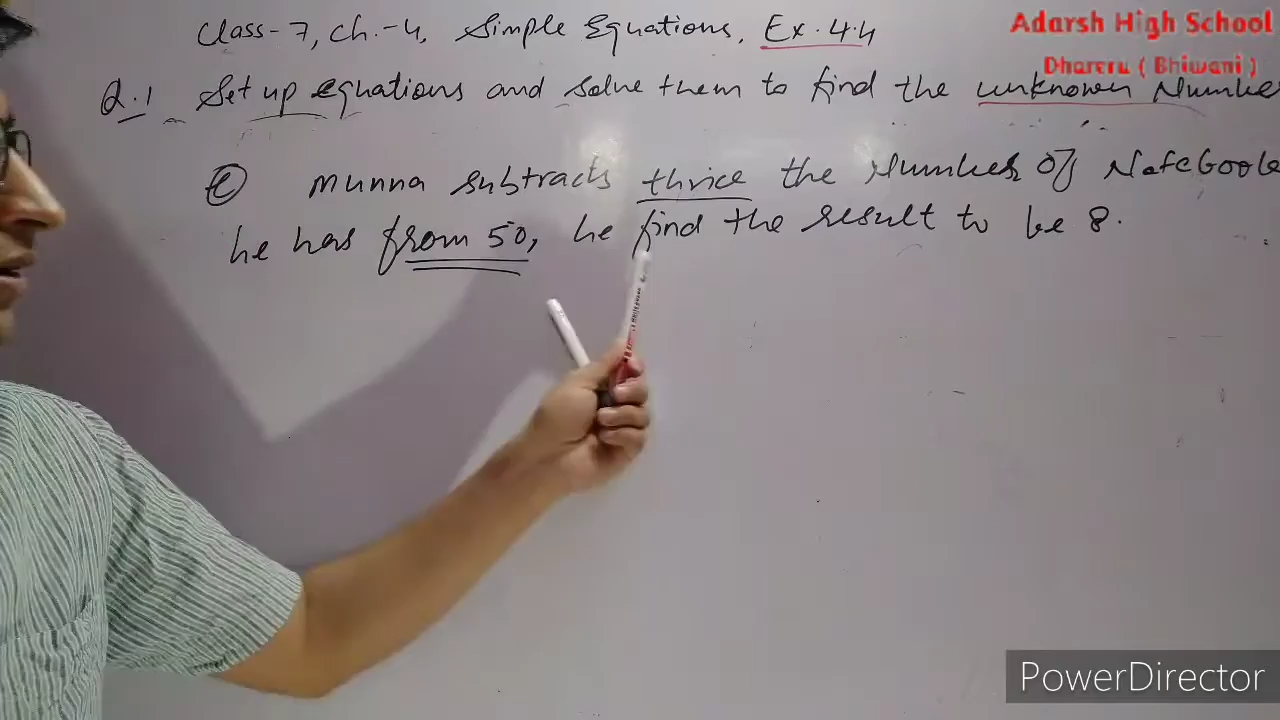 Class-7, Ch.-4, Simple Equations, Ex. 4.4
Adarsh High School
Dhareru ( Bhiwani )
Q.1 Set up equations and solve them to find the unknown Number
(e) Munna subtracts thrice the Number of Notebook
he has from 50, he find the result to be 8.
PowerDirector